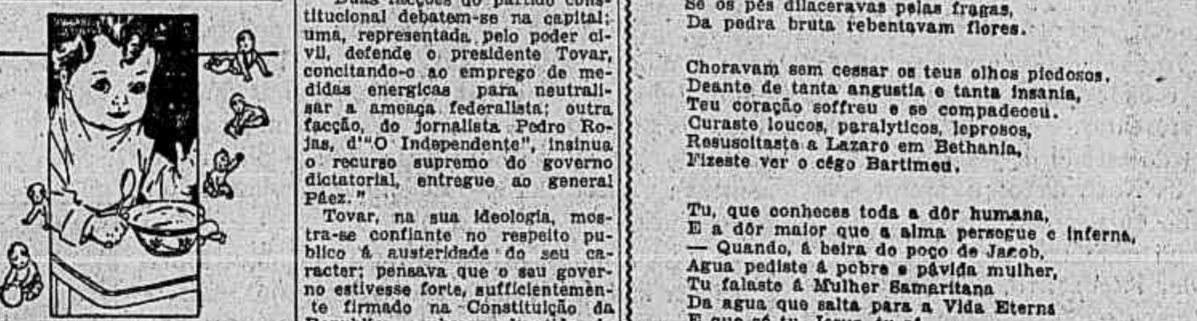 Duas facções do partido cons-
titucional debatem-se na capital:
uma, representada pelo poder ci-
vil, defende o presidente Tovar,
concitando-o ao emprego de me-
didas energicas para neutrali-
sar a ameaça federalista; outra
facção, do jornalista Pedro Ro-
jas, d'"O Independente", insinua
o recurso supremo do governo
dictatorial, entregue ao general
Páez."
Tovar, na sua ideologia, mos-
tra-se confiante no respeito pu-
blico á austeridade do seu ca-
racter; pensava que o seu gover-
no estivesse forte, sufficientemen-
te firmado na Constituição da
Se os pés dilaceravas pelas fragas,
Da pedra bruta rebentavam flores.
Choravam sem cessar os teus olhos piedosos.
Deante de tanta angustia e tanta insania,
Teu coração soffreu e se compadeceu.
Curaste loucos, paralyticos, leprosos,
Resuscitaste a Lazaro em Bethania,
Fizeste ver o cégo Bartimeu.
Tu, que conheces toda a dôr humana,
E a dôr maior que a alma persegue e inferna,
— Quando, á beira do poço de Jacob,
Agua pediste á pobre e pávida mulher,
Tu falaste á Mulher Samaritana
Da agua que salta para a Vida Eterna